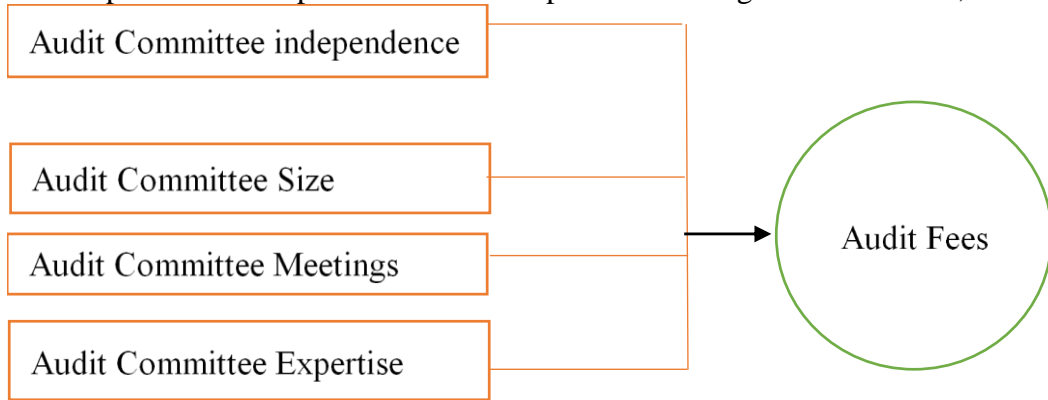 Audit Committee independence
Audit Committee Size
Audit Committee Meetings
Audit Committee Expertise
Audit Fees